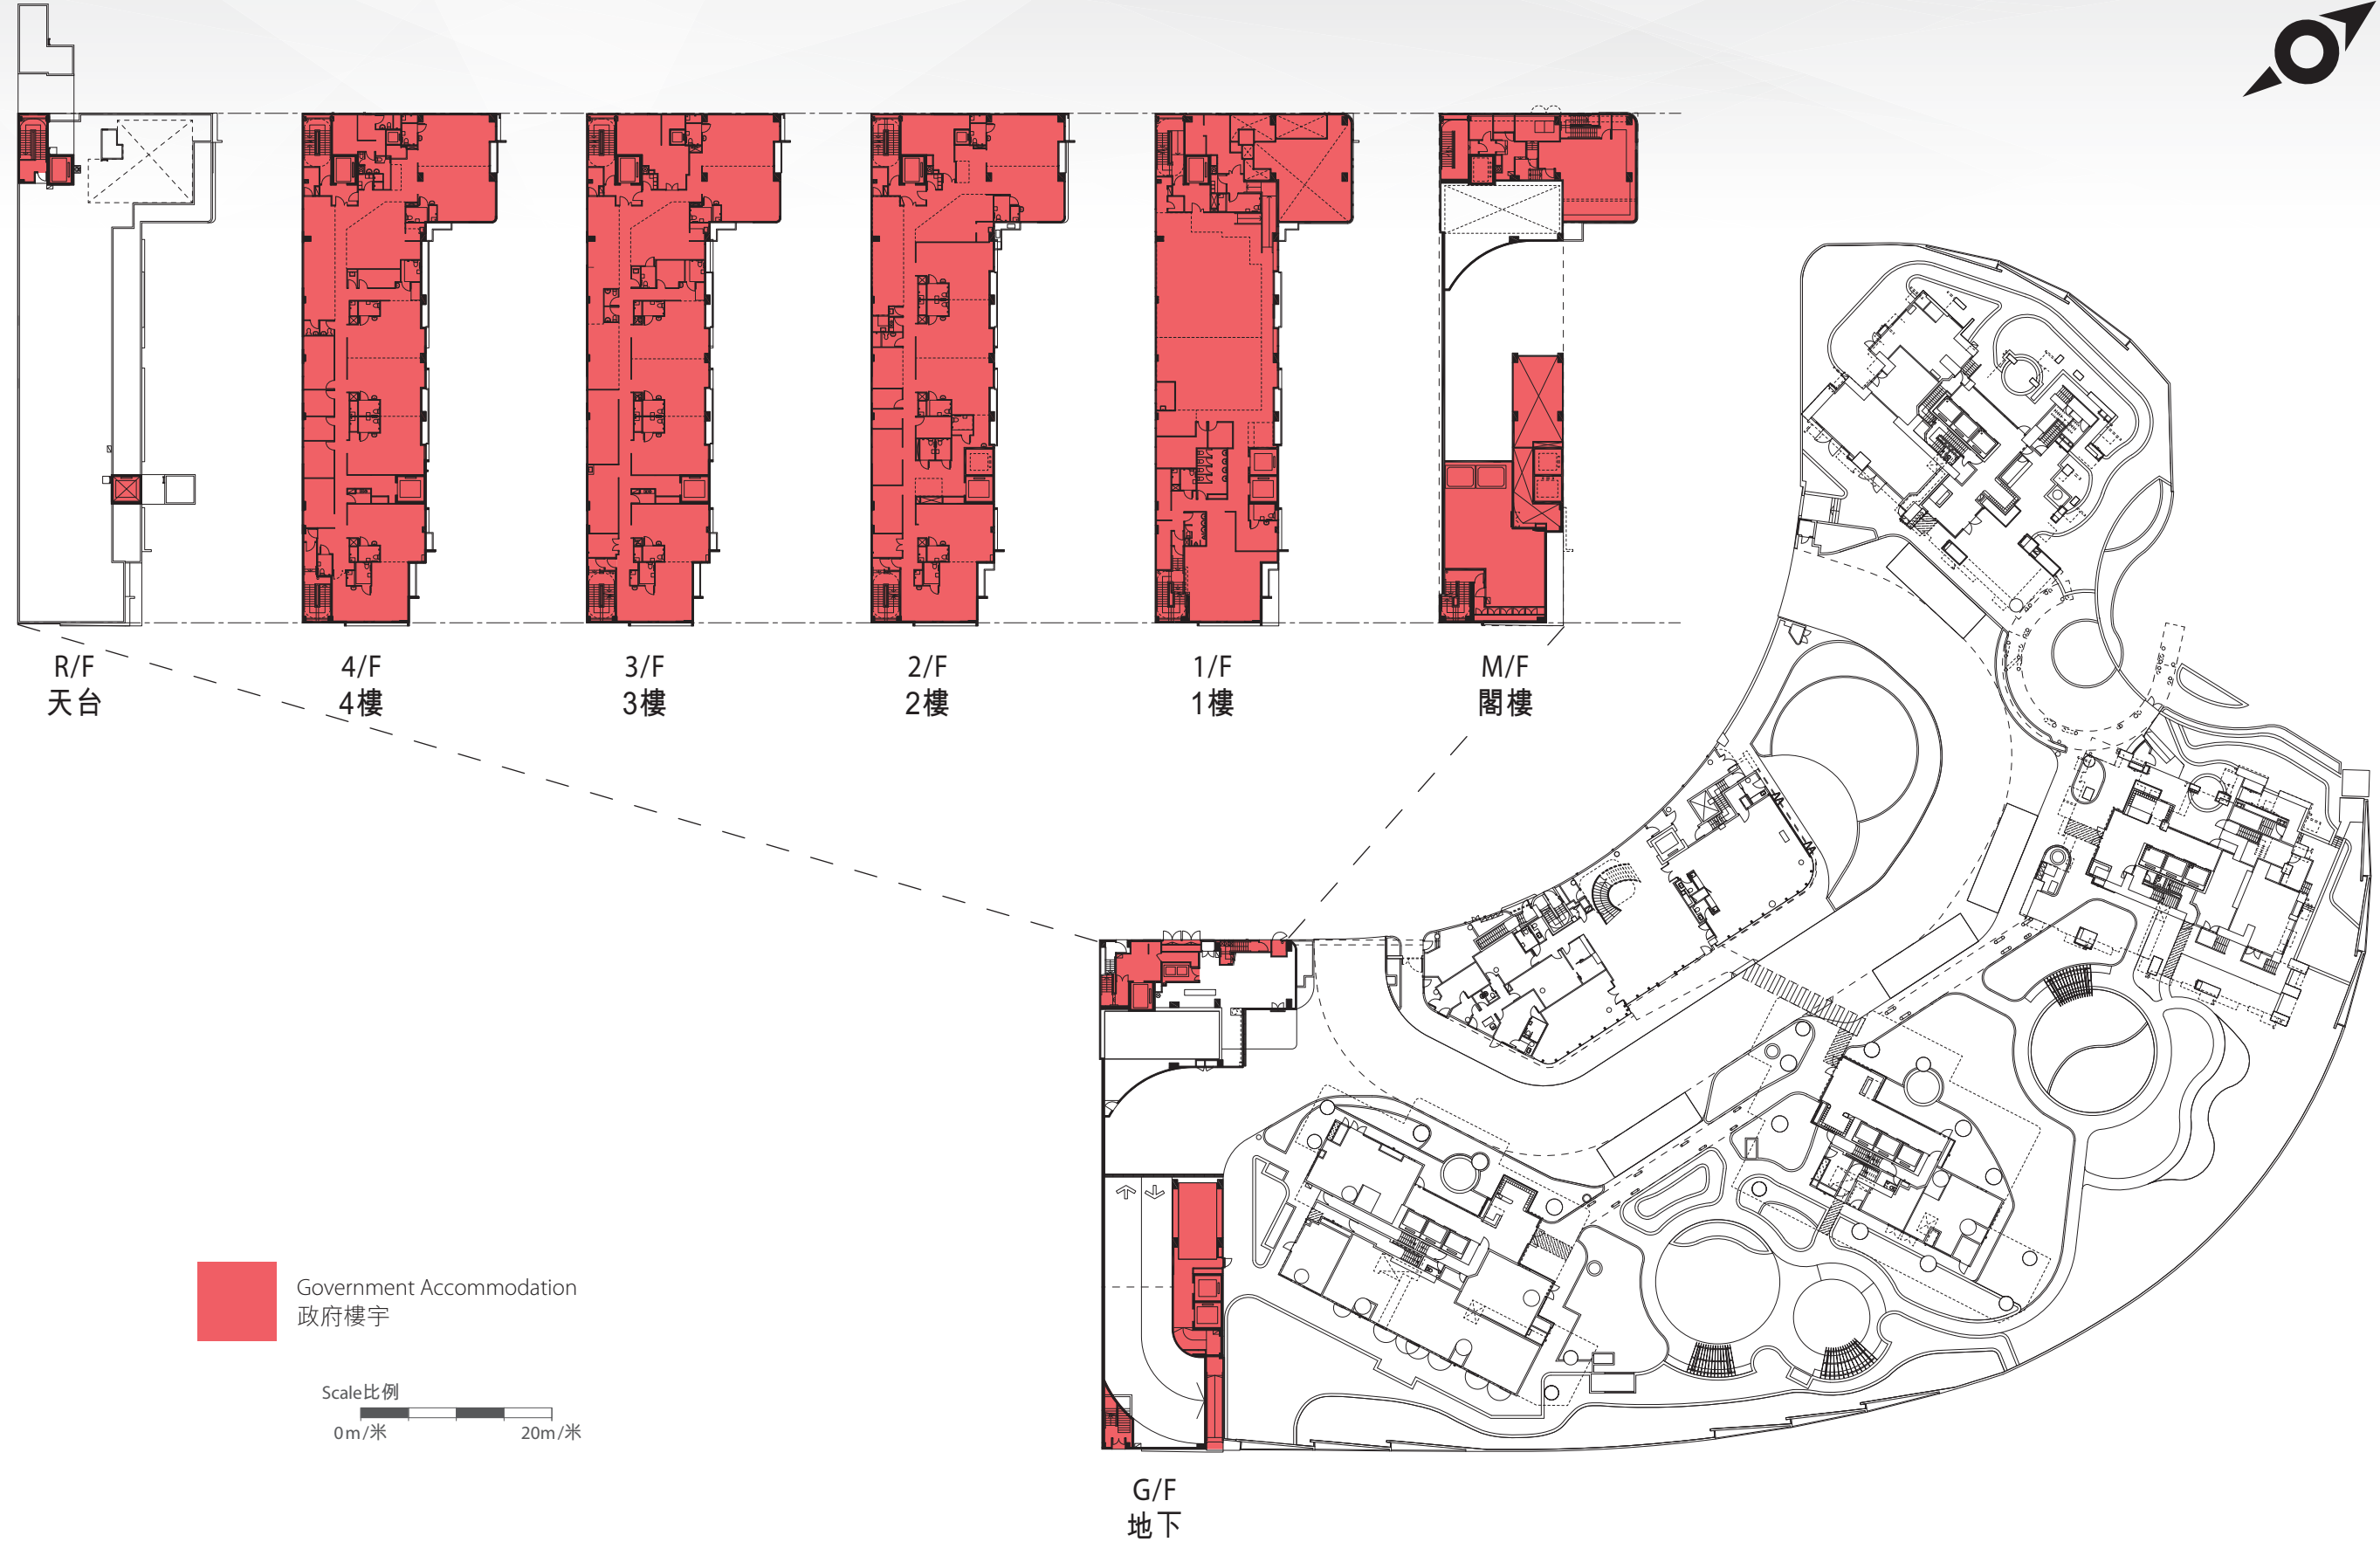 R/F
天台
4/F
4樓
3/F
3樓
2/F
2樓
1/F
1樓
M/F
閣樓
Government Accommodation
政府樓宇
Scale比例
0m/米
20m/米
G/F
地下